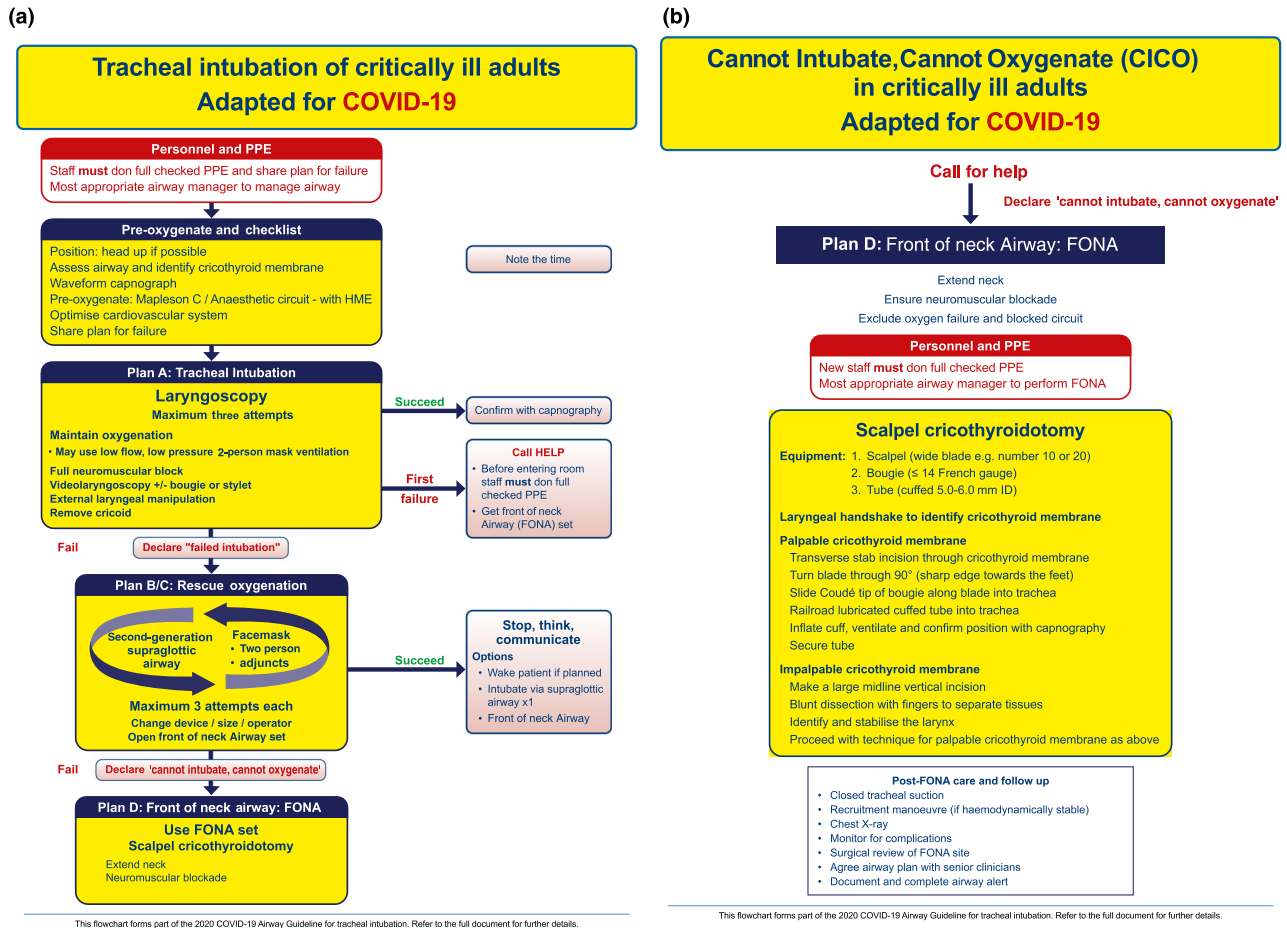 (a)
Tracheal intubation of critically ill adults
Adapted for COVID-19
Personnel and PPE
Staff must don full checked PPE and share plan for failure
Most appropriate airway manager to manage airway
Pre-oxygenate and checklist
Position: head up if possible
Assess airway and identify cricothyroid membrane
Waveform capnograph
Pre-oxygenate: Mapleson C / Anaesthetic circuit - with HME
Optimise cardiovascular system
Share plan for failure
Note the time
Plan A: Tracheal Intubation
Laryngoscopy
Maximum three attempts
Maintain oxygenation
• May use low flow, low pressure 2-person mask ventilation
Full neuromuscular block
Videolaryngoscopy +/- bougie or stylet
External laryngeal manipulation
Remove cricoid
Succeed
Confirm with capnography
First
failure
Call HELP
• Before entering room
staff must don full
checked PPE
• Get front of neck
Airway (FONA) set
Fail
Declare "failed intubation"
Plan B/C: Rescue oxygenation
Second-generation
supraglottic
airway
Facemask
• Two person
• adjuncts
Maximum 3 attempts each
Change device / size / operator
Open front of neck Airway set
Succeed
Stop, think,
communicate
Options
• Wake patient if planned
• Intubate via supraglottic
airway x1
• Front of neck Airway
Fail
Declare 'cannot intubate, cannot oxygenate'
Plan D: Front of neck airway: FONA
Use FONA set
Scalpel cricothyroidotomy
Extend neck
Neuromuscular blockade
This flowchart forms part of the 2020 COVID-19 Airway Guideline for tracheal intubation. Refer to the full document for further details.
(b)
Cannot Intubate,Cannot Oxygenate (CICO)
in critically ill adults
Adapted for COVID-19
Call for help
Declare 'cannot intubate, cannot oxygenate'
Plan D: Front of neck Airway: FONA
Extend neck
Ensure neuromuscular blockade
Exclude oxygen failure and blocked circuit
Personnel and PPE
New staff must don full checked PPE
Most appropriate airway manager to perform FONA
Scalpel cricothyroidotomy
Equipment: 1. Scalpel (wide blade e.g. number 10 or 20)
2. Bougie (≤ 14 French gauge)
3. Tube (cuffed 5.0-6.0 mm ID)
Laryngeal handshake to identify cricothyroid membrane
Palpable cricothyroid membrane
Transverse stab incision through cricothyroid membrane
Turn blade through 90° (sharp edge towards the feet)
Slide Coudé tip of bougie along blade into trachea
Railroad lubricated cuffed tube into trachea
Inflate cuff, ventilate and confirm position with capnography
Secure tube
Impalpable cricothyroid membrane
Make a large midline vertical incision
Blunt dissection with fingers to separate tissues
Identify and stabilise the larynx
Proceed with technique for palpable cricothyroid membrane as above
Post-FONA care and follow up
• Closed tracheal suction
• Recruitment manoeuvre (if haemodynamically stable)
• Chest X-ray
• Monitor for complications
• Surgical review of FONA site
• Agree airway plan with senior clinicians
• Document and complete airway alert
This flowchart forms part of the 2020 COVID-19 Airway Guideline for tracheal intubation. Refer to the full document for further details.